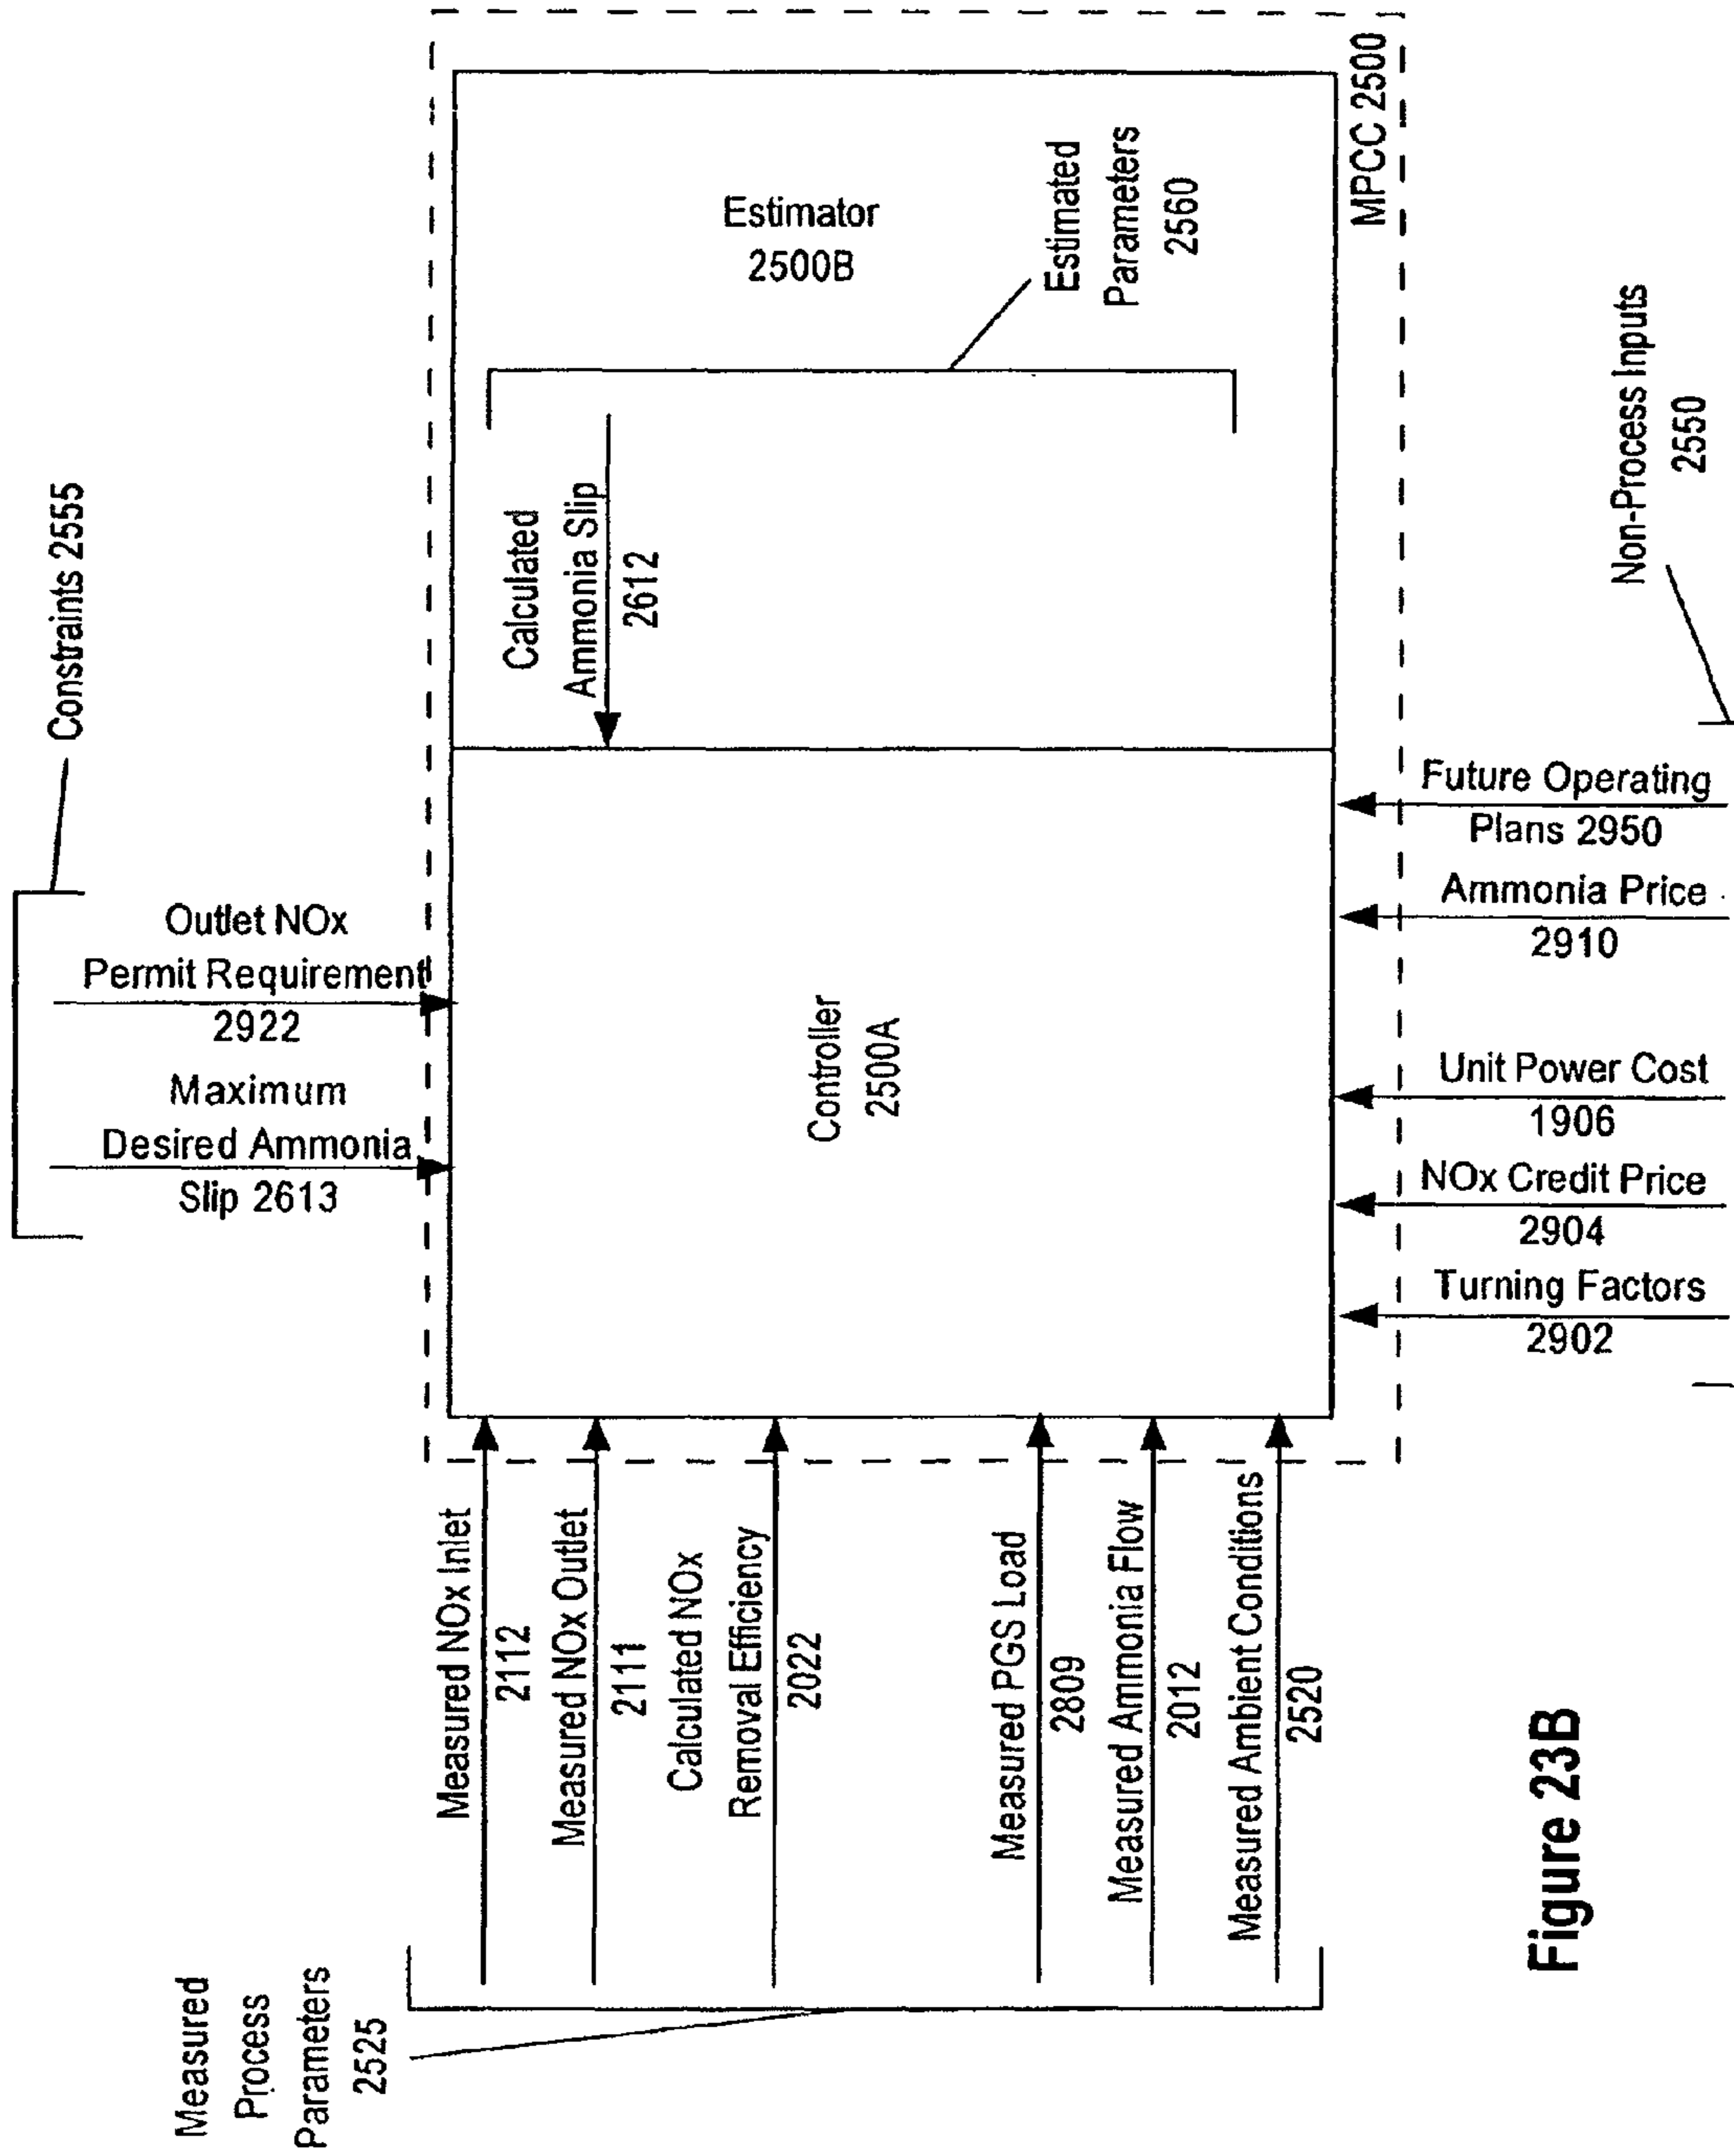 Constraints 2555
Outlet NOx
Permit Requirement
2922
Maximum
Desired Ammonia
Slip 2613
Measured
Process
Parameters
2525
Measured NOx Inlet
2112
Measured NOx Outlet
2111
Calculated NOx
Removal Efficiency
2022
Measured PGS Load
2809
Measured Ammonia Flow
2012
Measured Ambient Conditions
2520
Controller
2500A
Calculated
Ammonia Slip
2612
Estimator
2500B
Estimated
Parameters
2560
MPCC 2500
Future Operating
Plans 2950
Ammonia Price
2910
Unit Power Cost
1906
NOx Credit Price
2904
Turning Factors
2902
Non-Process Inputs
2550
Figure 23B